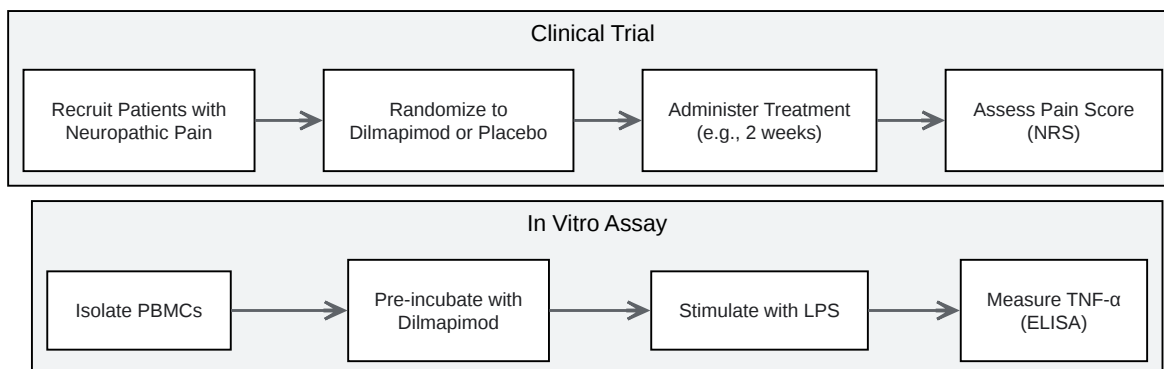 Clinical Trial
Recruit Patients with
Neuropathic Pain
Randomize to
Dilmapimod or Placebo
Administer Treatment
(e.g., 2 weeks)
Assess Pain Score
(NRS)
In Vitro Assay
Isolate PBMCs
Pre-incubate with
Dilmapimod
Stimulate with LPS
Measure TNF-α
(ELISA)